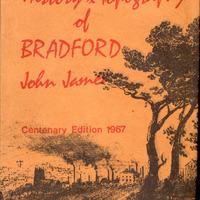 History & Topography
of
BRADFORD
John James
Centenary Edition 1967